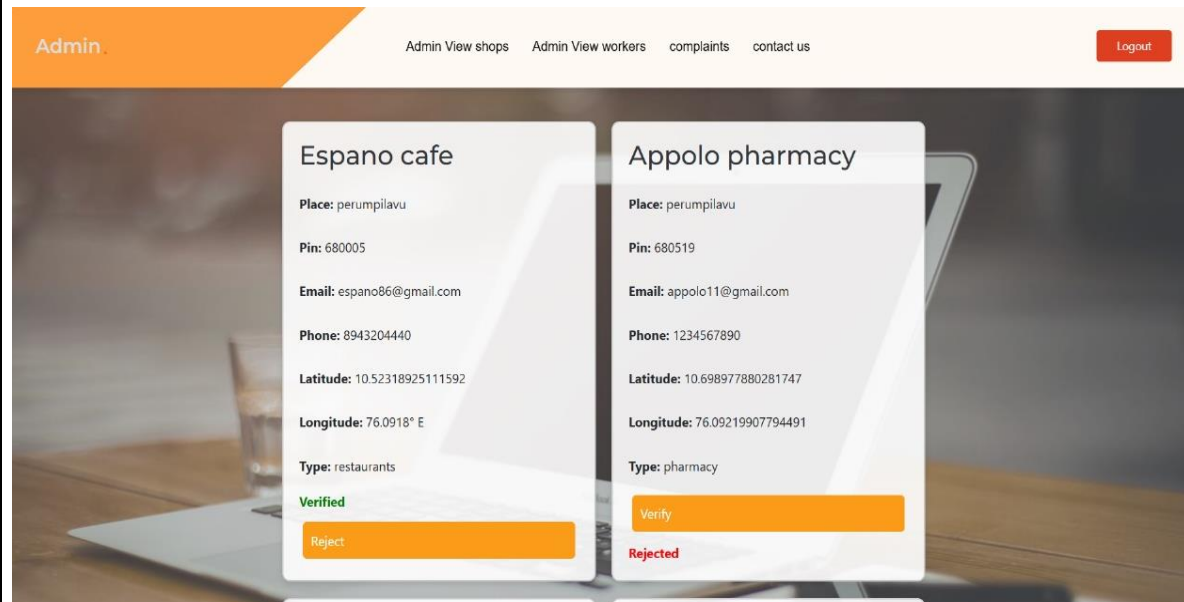 Admin.
Admin View shops Admin View workers complaints contact us
Logout
Espano cafe
Place: perumpilavu
Pin: 680005
Email: espano86@gmail.com
Phone: 8943204440
Latitude: 10.52318925111592
Longitude: 76.0918° E
Type: restaurants
Verified
Reject
Appolo pharmacy
Place: perumpilavu
Pin: 680519
Email: appolo11@gmail.com
Phone: 1234567890
Latitude: 10.698977880281747
Longitude: 76.09219907794491
Type: pharmacy
Verify
Rejected